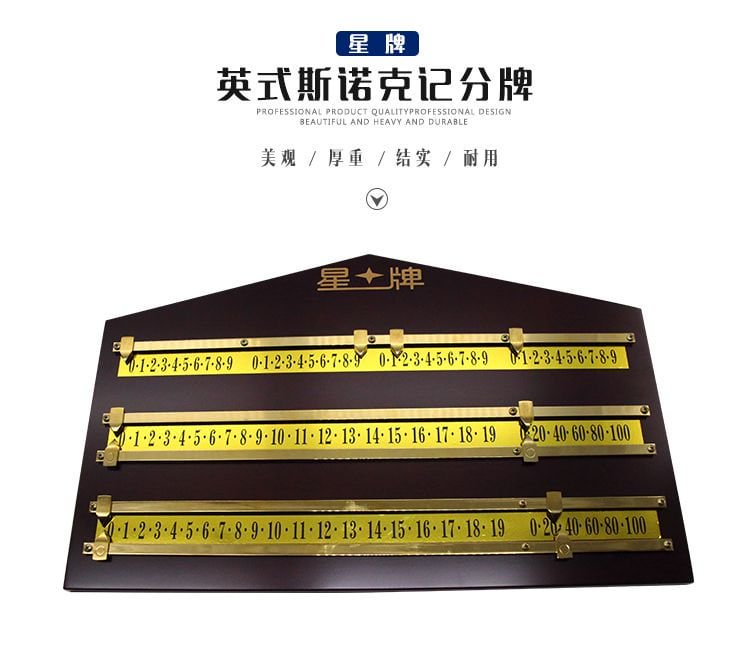 星 牌
英式斯诺克记分牌
PROFESSIONAL PRODUCT QUALITYPROFESSIONAL DESIGN
BEAUTIFUL AND HEAVY AND DURABLE
美观 / 厚重 / 结实 / 耐用
星牌
0·1·2·3·4·5·6·7·8·9 0·1·2·3·4·5·6·7·8·9 0·1·2·3·4·5·6·7·8·9 0·1·2·3·4·5·6·7·8·9
0·1·2·3·4·5·6·7·8·9·10·11·12·13·14·15·16·17·18·19 20·40·60·80·100
0·1·2·3·4·5·6·7·8·9·10·11·12·13·14·15·16·17·18·19 0·20·40·60·80·100